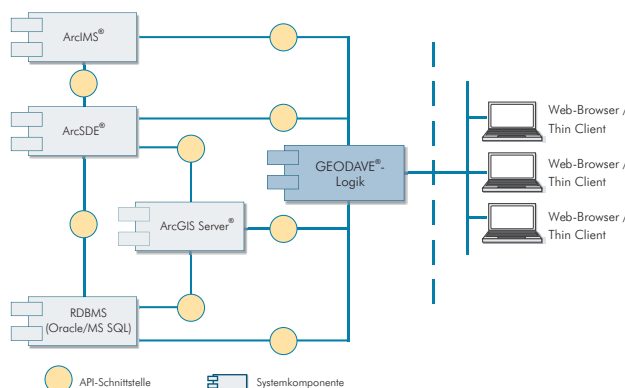 ArcIMS®
ArcSDE®
ArcGIS Server®
RDBMS
(Oracle/MS SQL)
GEODAVE®-
Logik
Web-Browser /
Thin Client
Web-Browser /
Thin Client
Web-Browser /
Thin Client
API-Schnittstelle
Systemkomponente